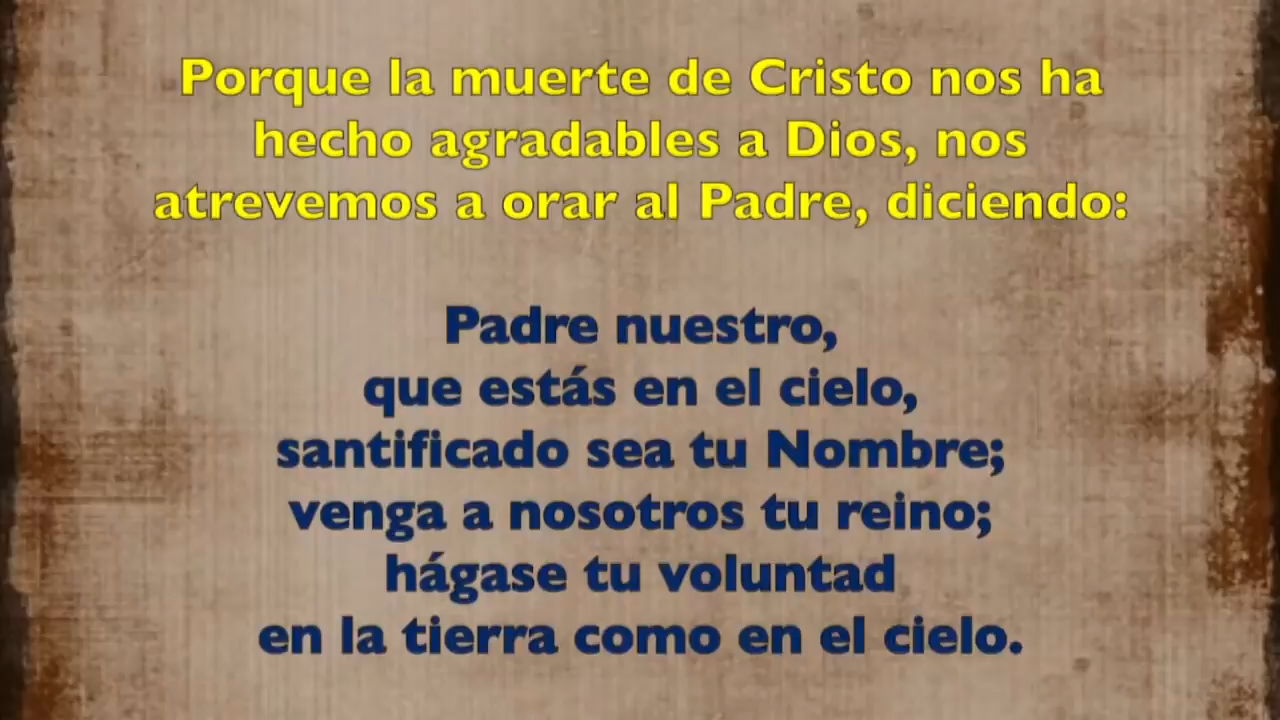 Porque la muerte de Cristo nos ha
hecho agradables a Dios, nos
atrevemos a orar al Padre, diciendo:
Padre nuestro,
que estás en el cielo,
santificado sea tu Nombre;
venga a nosotros tu reino;
hágase tu voluntad
en la tierra como en el cielo.